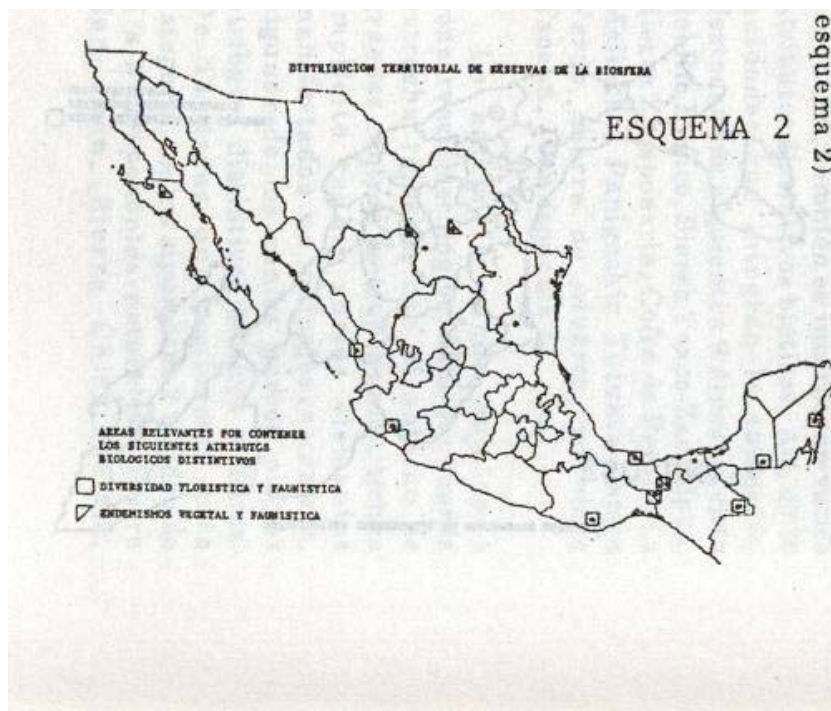 esquema 2)
DISTRIBUCION TERRITORIAL DE RESERVAS DE LA BIOSFERA
ESQUEMA 2
AREAS RELEVANTES POR CONTENER
LOS SIGUIENTES ATRIBUTOS
BIOLOGICOS DISTINTIVOS
DIVERSIDAD FLORISTICA Y FAUNISTICA
ENDEMISMOS VEGETAL Y FAUNISTICA